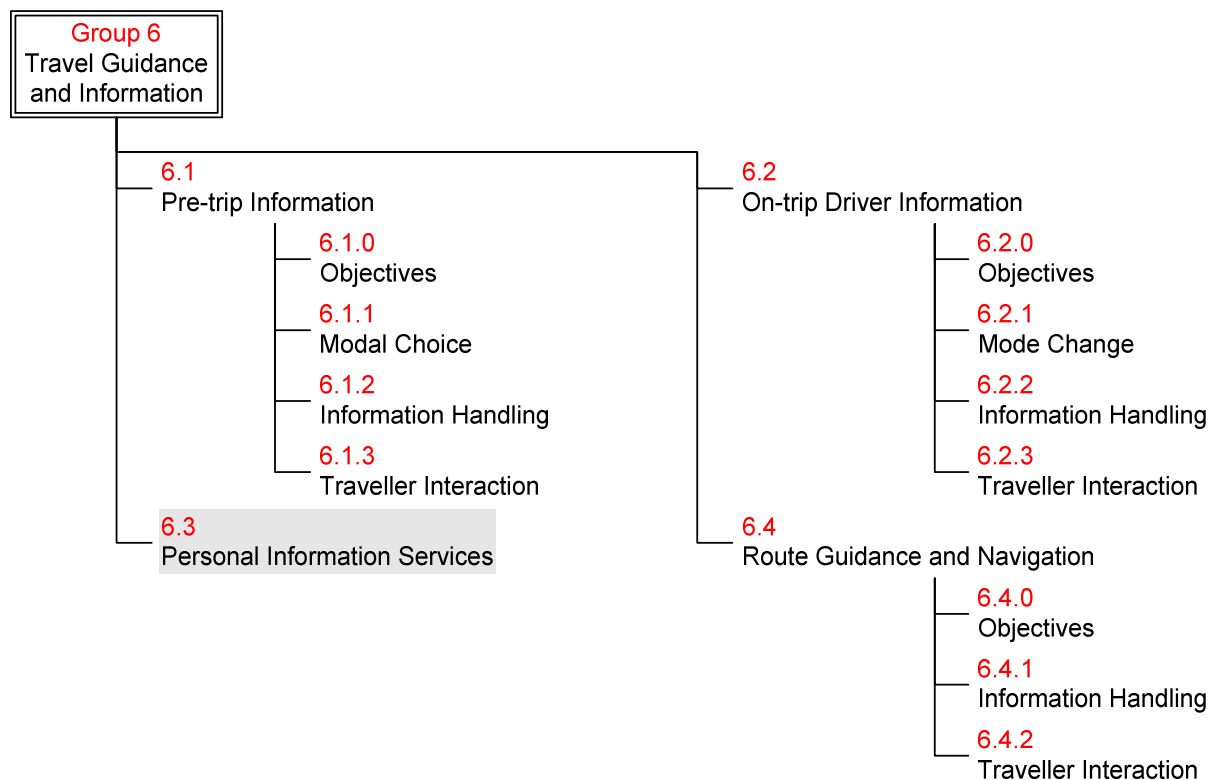 Group 6
Travel Guidance
and Information
6.1
Pre-trip Information
6.1.0
Objectives
6.1.1
Modal Choice
6.1.2
Information Handling
6.1.3
Traveller Interaction
6.3
Personal Information Services
6.2
On-trip Driver Information
6.2.0
Objectives
6.2.1
Mode Change
6.2.2
Information Handling
6.2.3
Traveller Interaction
6.4
Route Guidance and Navigation
6.4.0
Objectives
6.4.1
Information Handling
6.4.2
Traveller Interaction